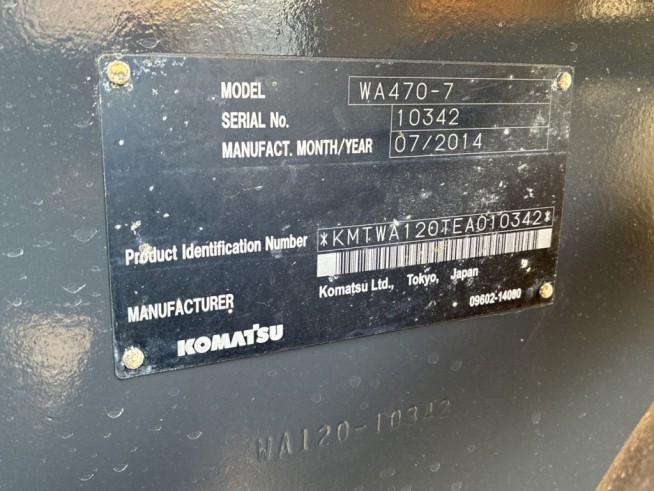 MODEL WA470-7
SERIAL No. 10342
MANUFACT. MONTH/YEAR 07/2014
Product Identification Number *KMTWA120TEA010342*
MANUFACTURER Komatsu Ltd., Tokyo, Japan
09602-14080
KOMATSU
WA120-10342